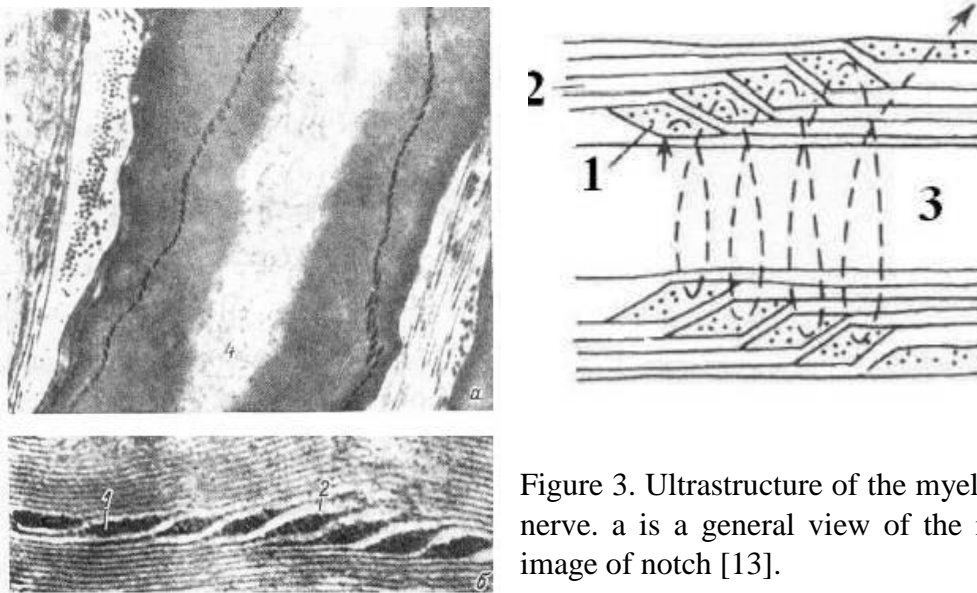 4
а
2
1
3
1
2
б
Figure 3. Ultrastructure of the myel
nerve. a is a general view of the
image of notch [13].